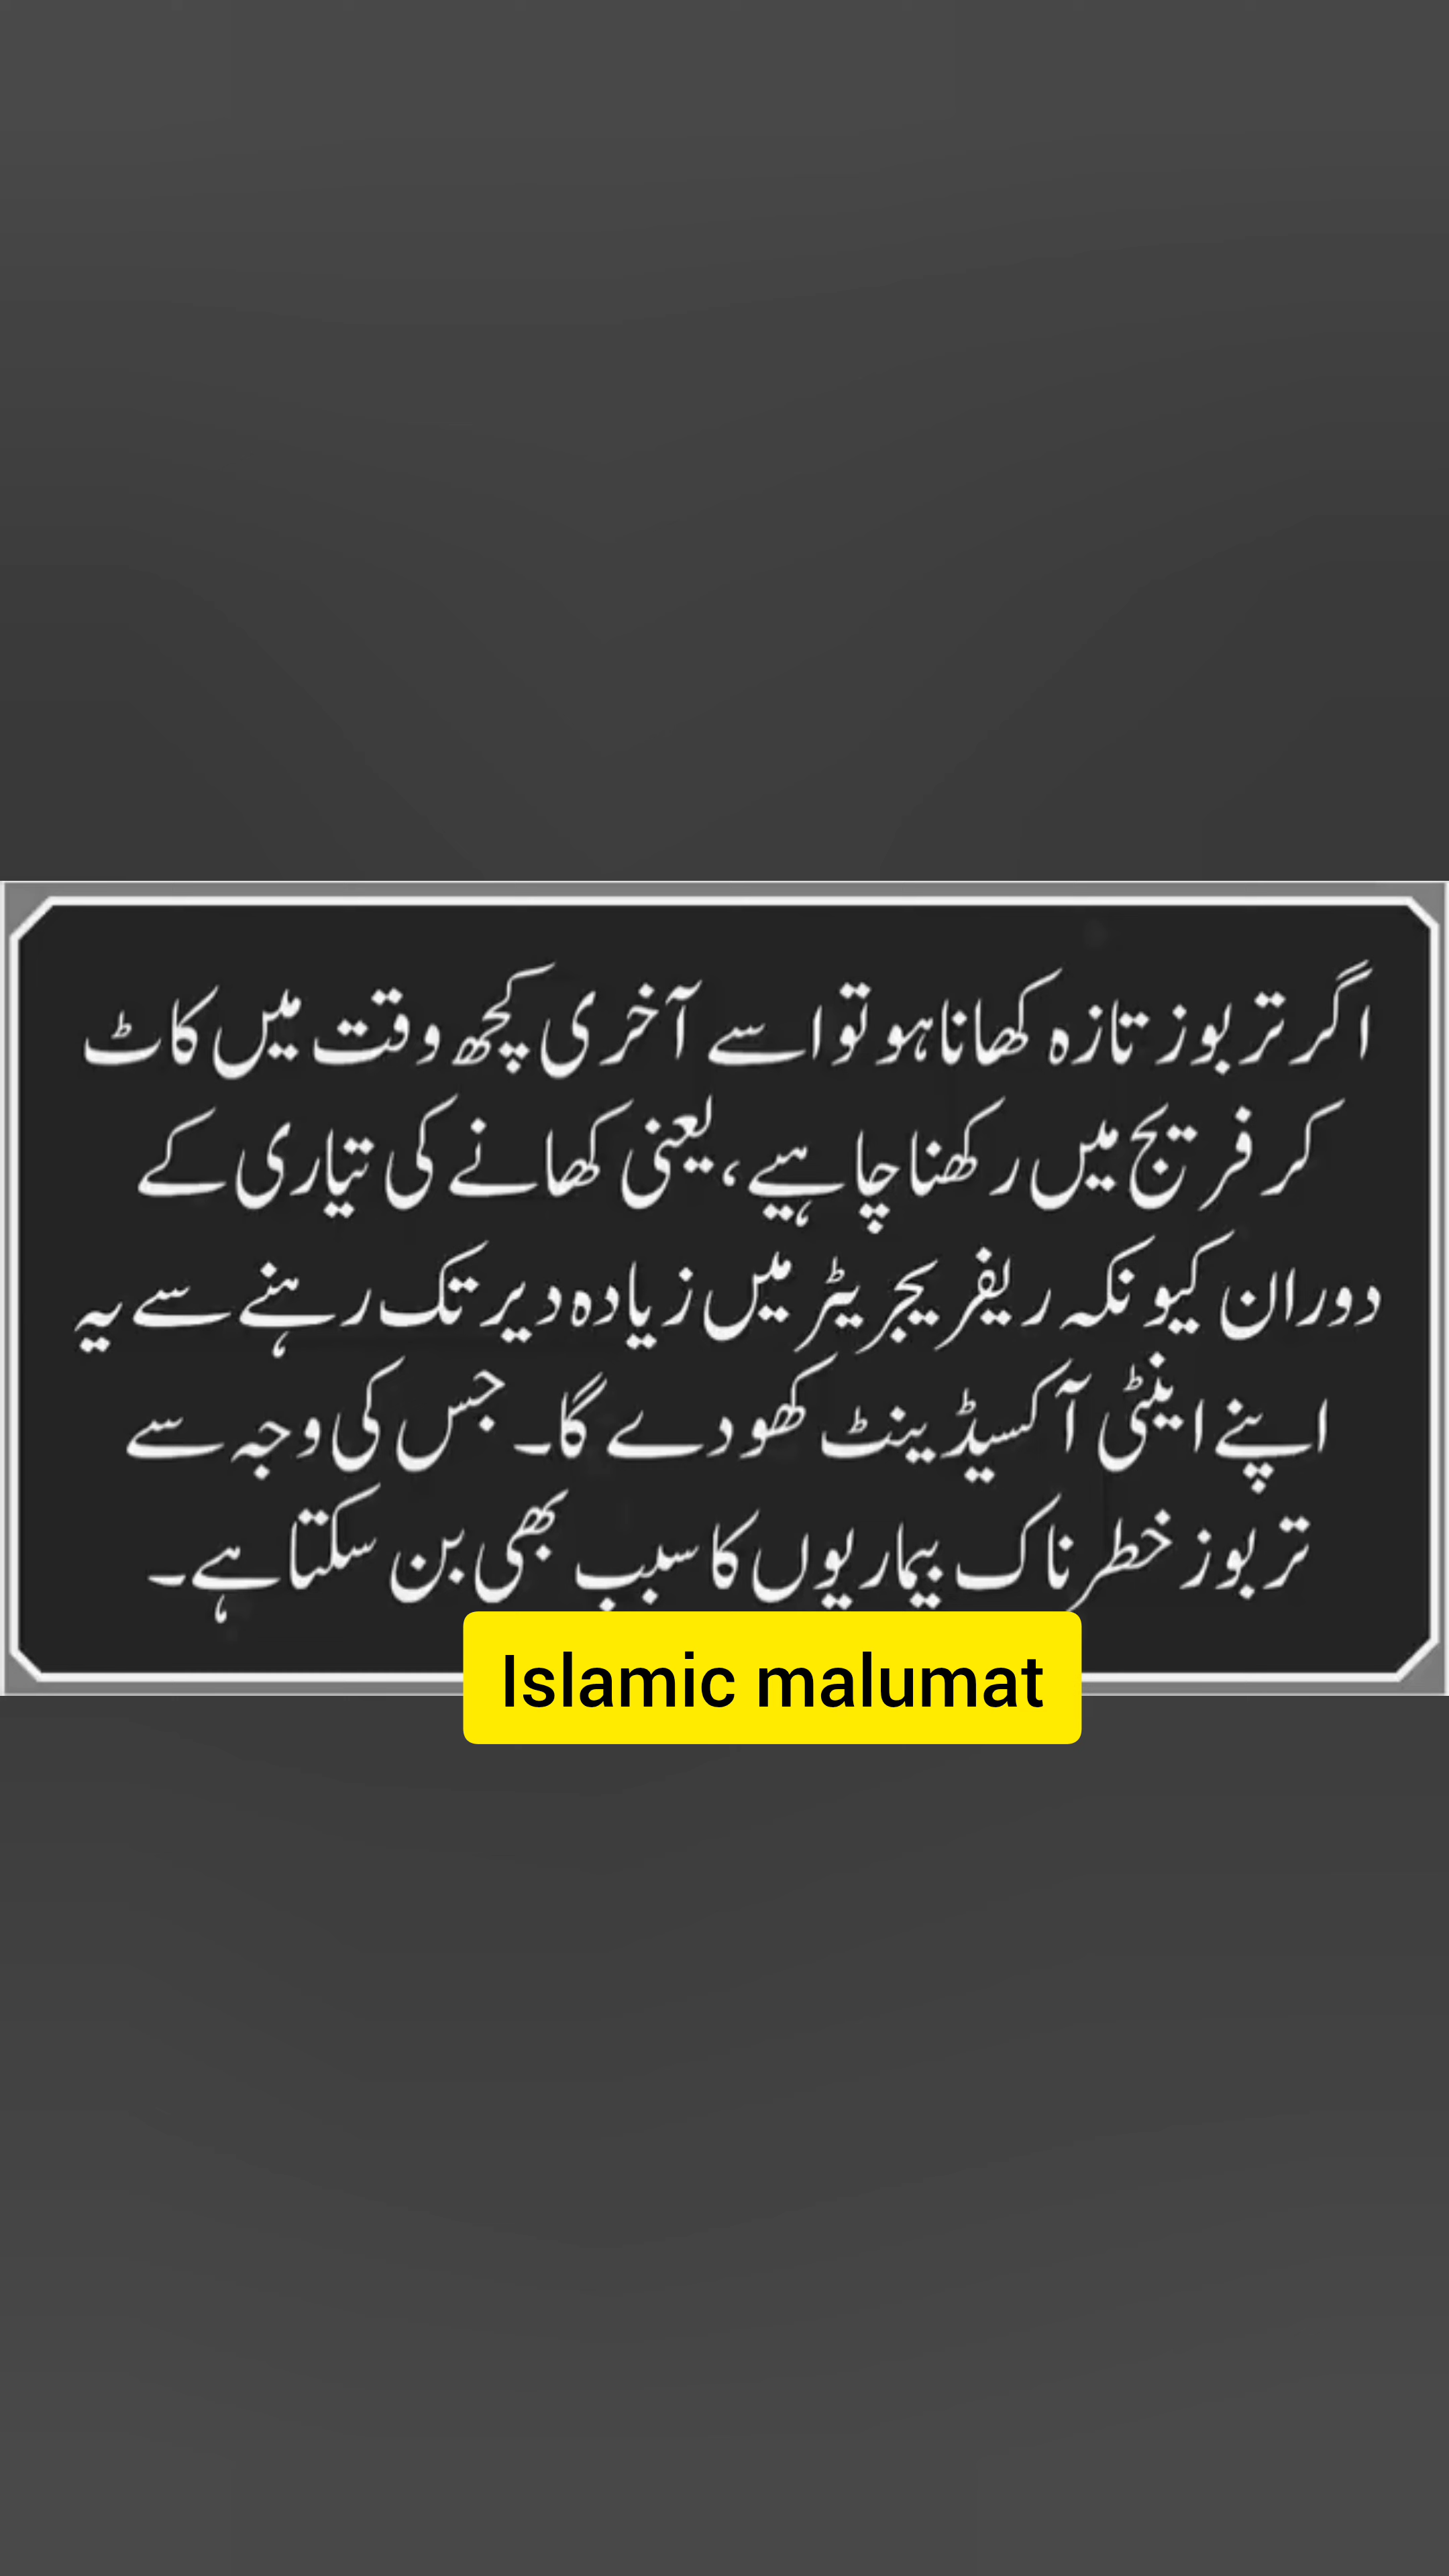 اگر تربوز تازہ کھانا ہو تو اسے آخری کچھ وقت میں کاٹ
کر فریج میں رکھنا چاہیے، یعنی کھانے کی تیاری کے
دوران کیونکہ ریفریجریٹر میں زیادہ دیر تک رہنے سے یہ
اپنے اینٹی آکسیڈینٹ کھو دے گا۔ جس کی وجہ سے
تربوز خطرناک بیماریوں کا سبب بھی بن سکتا ہے۔
Islamic malumat